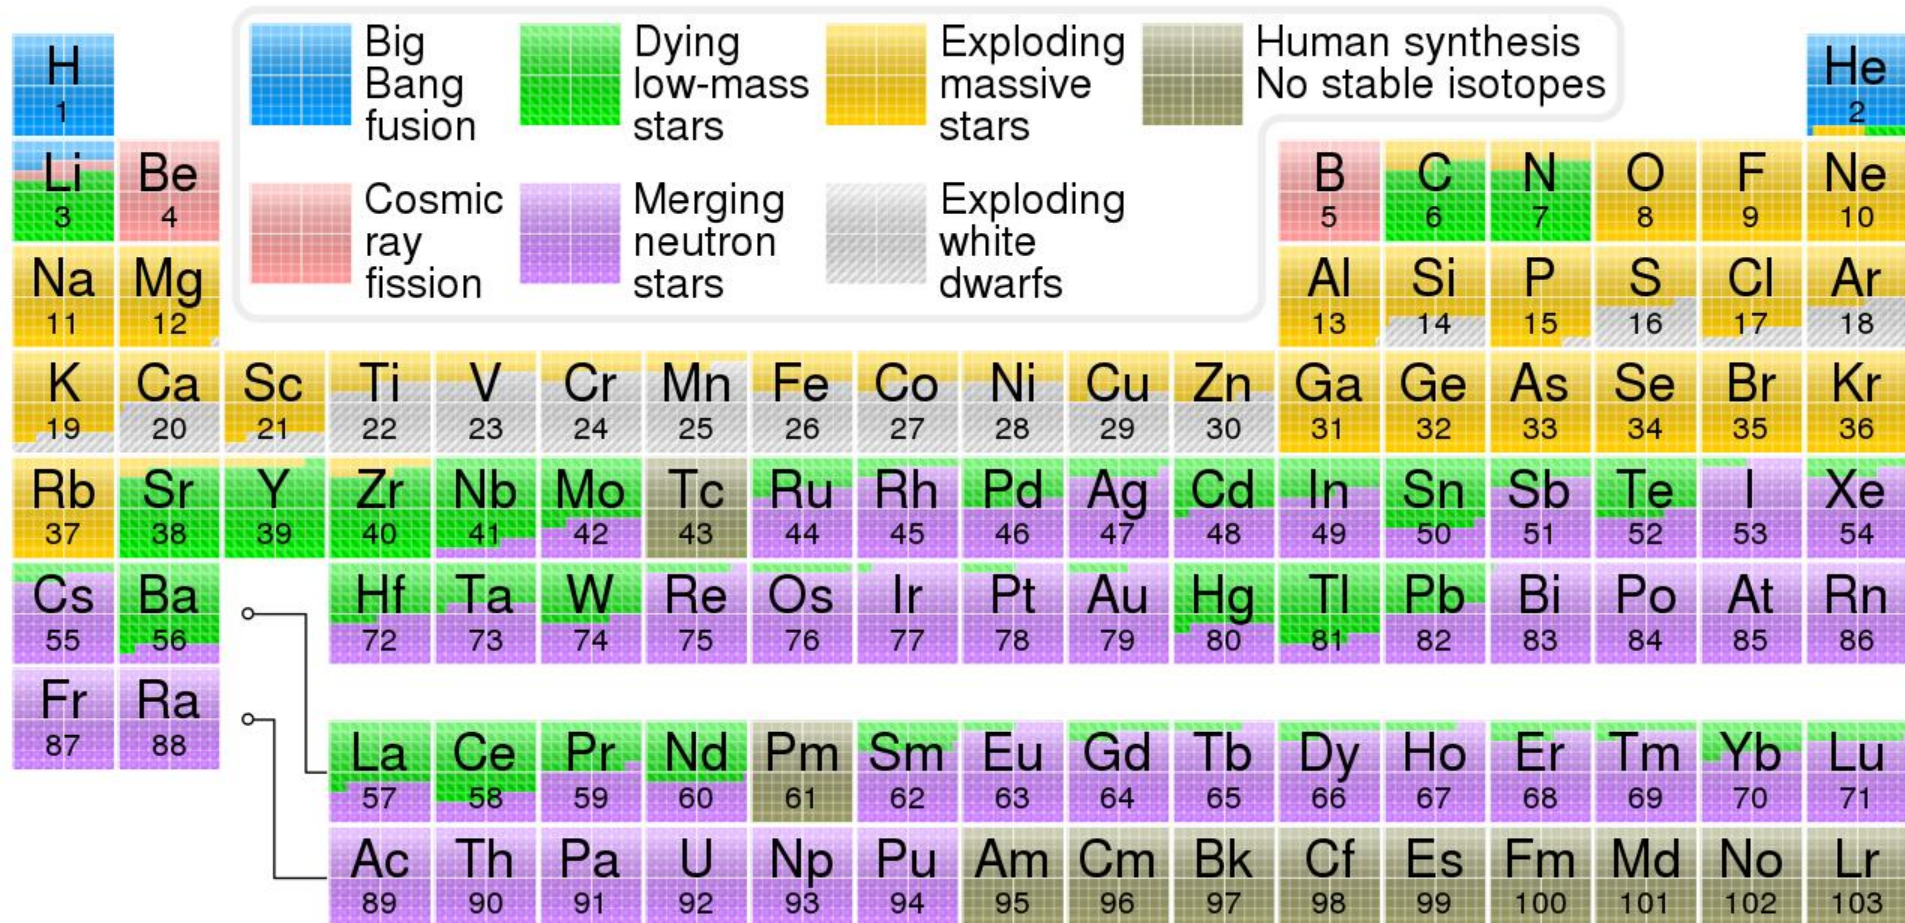 Big
Bang
fusion
Dying
low-mass
stars
Exploding
massive
stars
Human synthesis
No stable isotopes
Cosmic
ray
fission
Merging
neutron
stars
Exploding
white
dwarfs
H He
1 2
Li Be B C N O F Ne
3 4 5 6 7 8 9 10
Na Mg Al Si P S Cl Ar
11 12 13 14 15 16 17 18
K Ca Sc Ti V Cr Mn Fe Co Ni Cu Zn Ga Ge As Se Br Kr
19 20 21 22 23 24 25 26 27 28 29 30 31 32 33 34 35 36
Rb Sr Y Zr Nb Mo Tc Ru Rh Pd Ag Cd In Sn Sb Te I Xe
37 38 39 40 41 42 43 44 45 46 47 48 49 50 51 52 53 54
Cs Ba Hf Ta W Re Os Ir Pt Au Hg Tl Pb Bi Po At Rn
55 56 72 73 74 75 76 77 78 79 80 81 82 83 84 85 86
Fr Ra
87 88
La Ce Pr Nd Pm Sm Eu Gd Tb Dy Ho Er Tm Yb Lu
57 58 59 60 61 62 63 64 65 66 67 68 69 70 71
Ac Th Pa U Np Pu Am Cm Bk Cf Es Fm Md No Lr
89 90 91 92 93 94 95 96 97 98 99 100 101 102 103